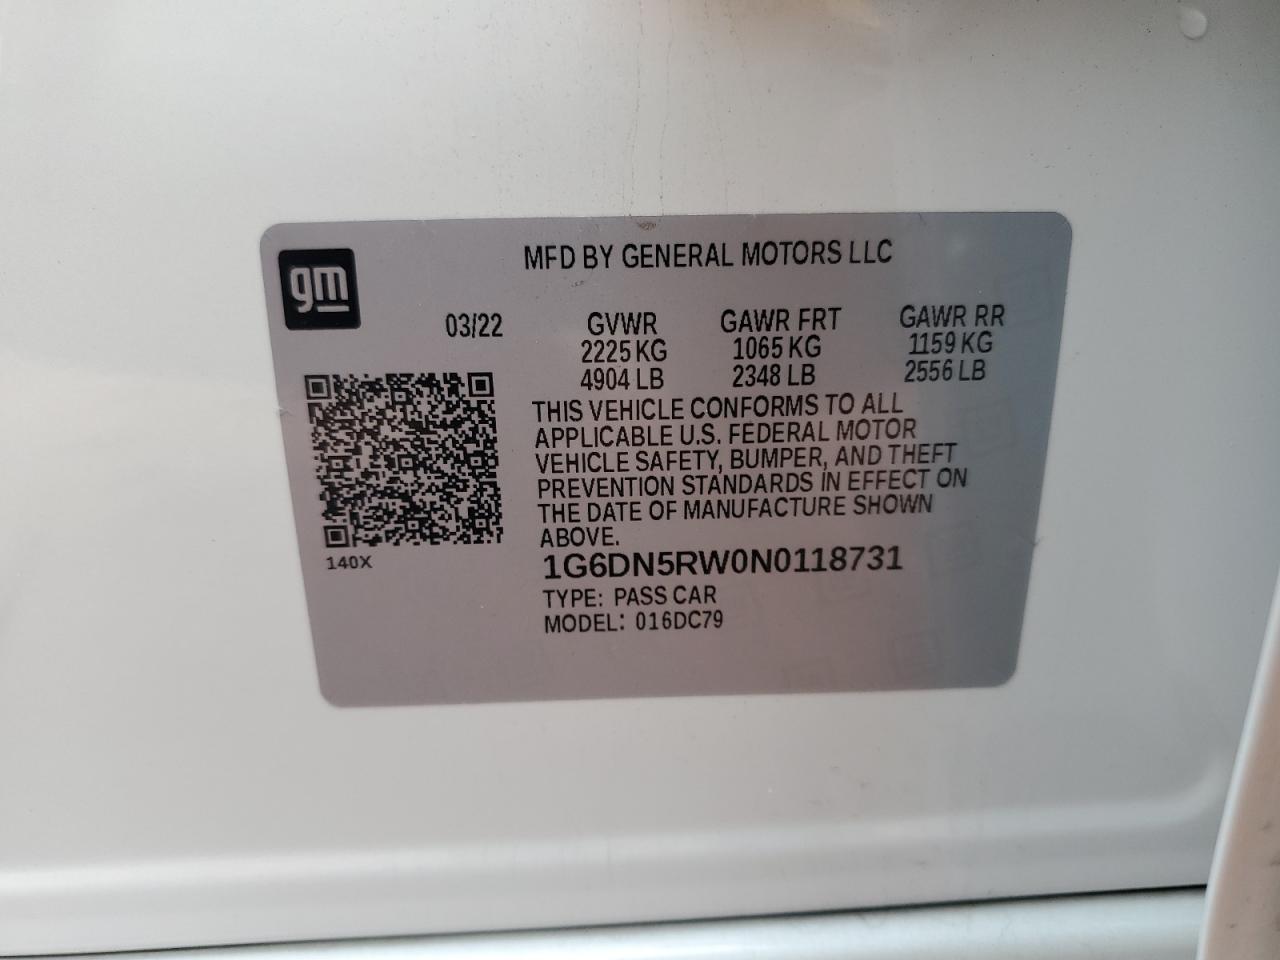 gm
MFD BY GENERAL MOTORS LLC
03/22 GVWR GAWR FRT GAWR RR
2225 KG 1065 KG 1159 KG
4904 LB 2348 LB 2556 LB
THIS VEHICLE CONFORMS TO ALL
APPLICABLE U.S. FEDERAL MOTOR
VEHICLE SAFETY, BUMPER, AND THEFT
PREVENTION STANDARDS IN EFFECT ON
THE DATE OF MANUFACTURE SHOWN
ABOVE.
140X
1G6DN5RW0N0118731
TYPE: PASS CAR
MODEL: 016DC79